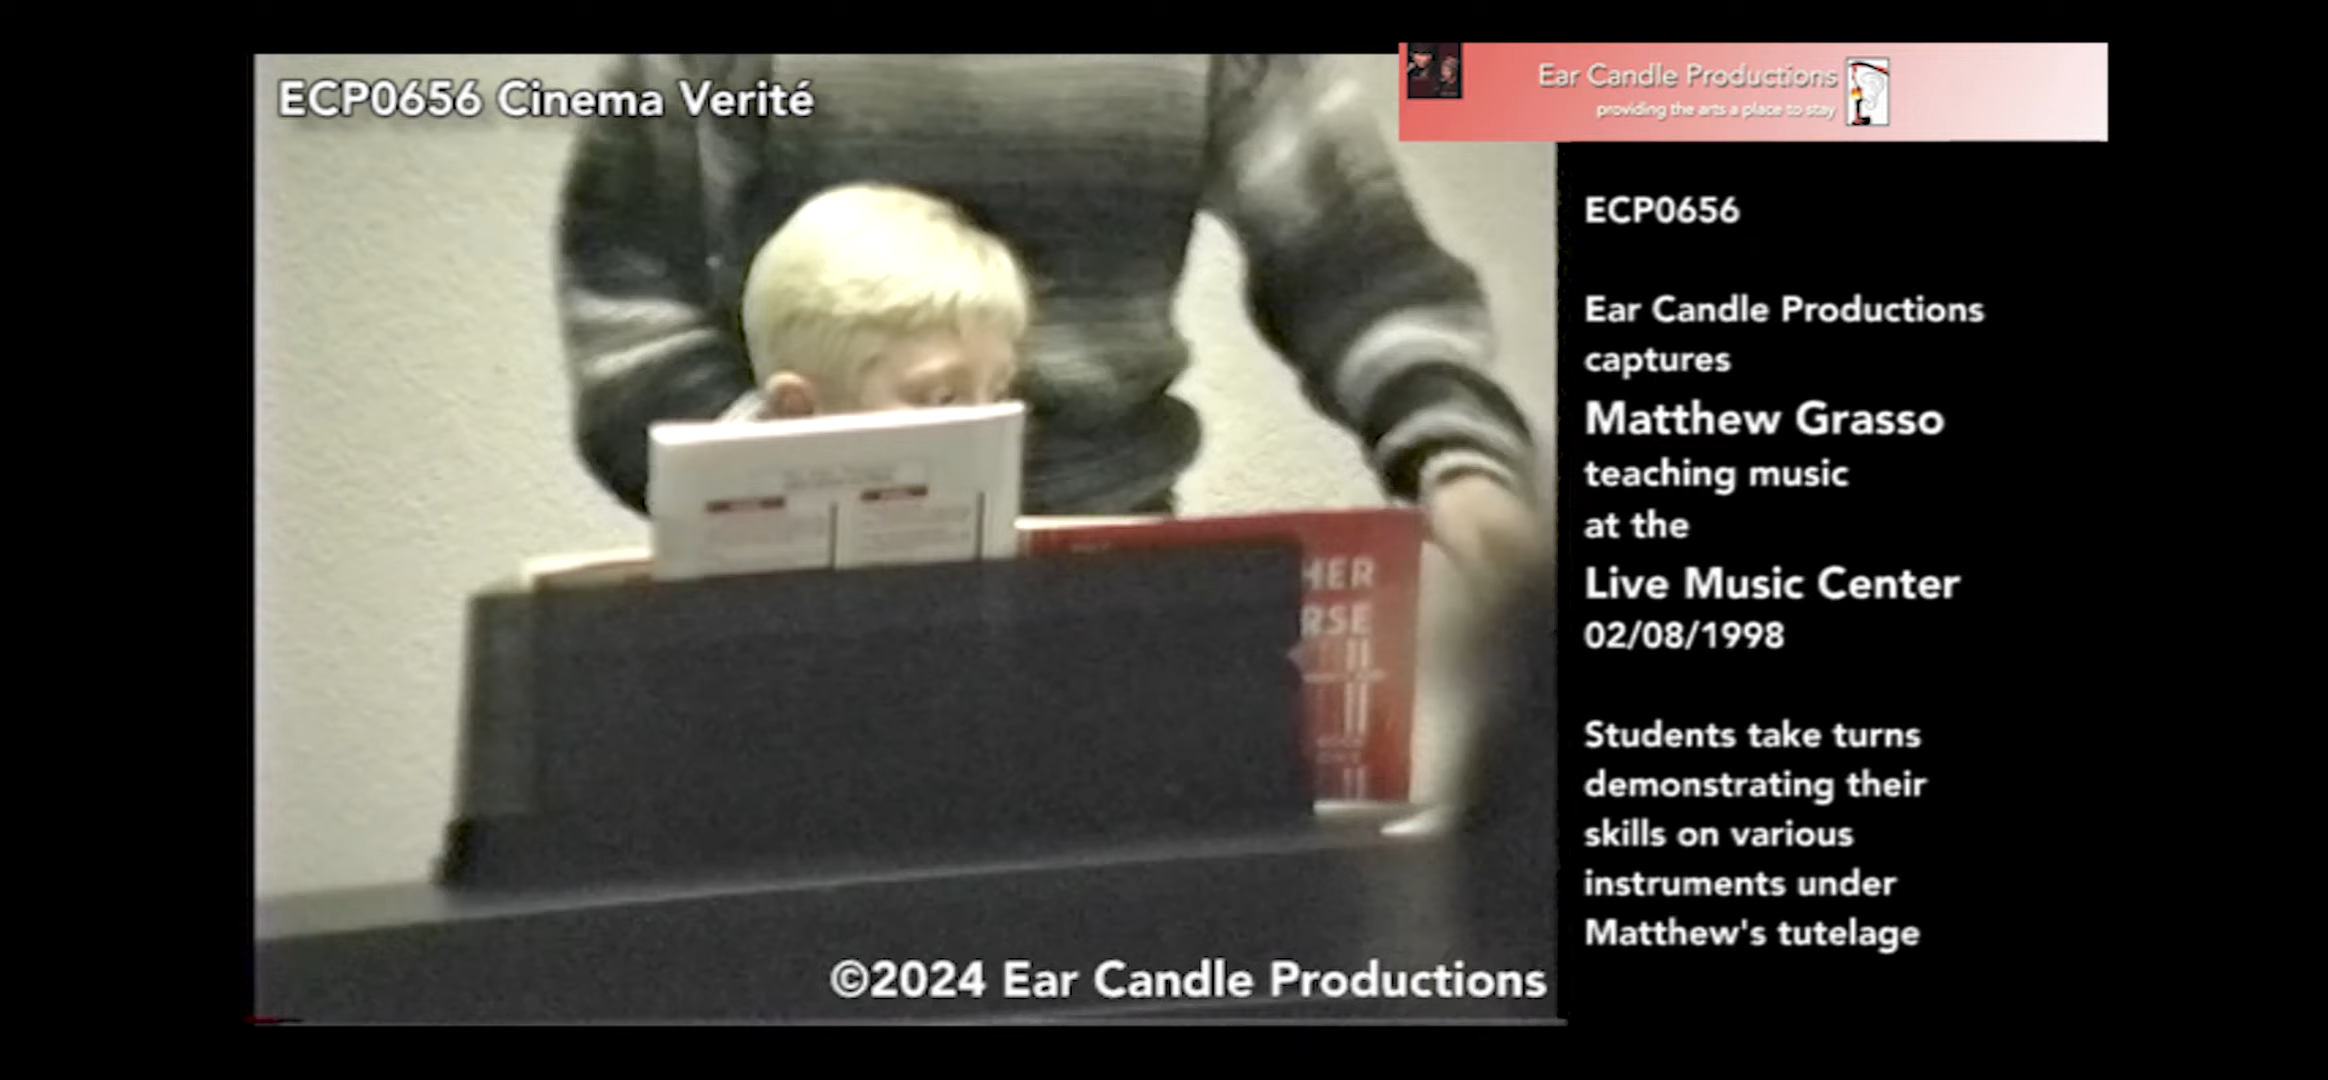 ECP0656 Cinema Verité
Ear Candle Productions
providing the arts a place to stay
ECP0656
Ear Candle Productions
captures
Matthew Grasso
teaching music
at the
Live Music Center
02/08/1998
Students take turns
demonstrating their
skills on various
instruments under
Matthew's tutelage
HER
RSE
©2024 Ear Candle Productions